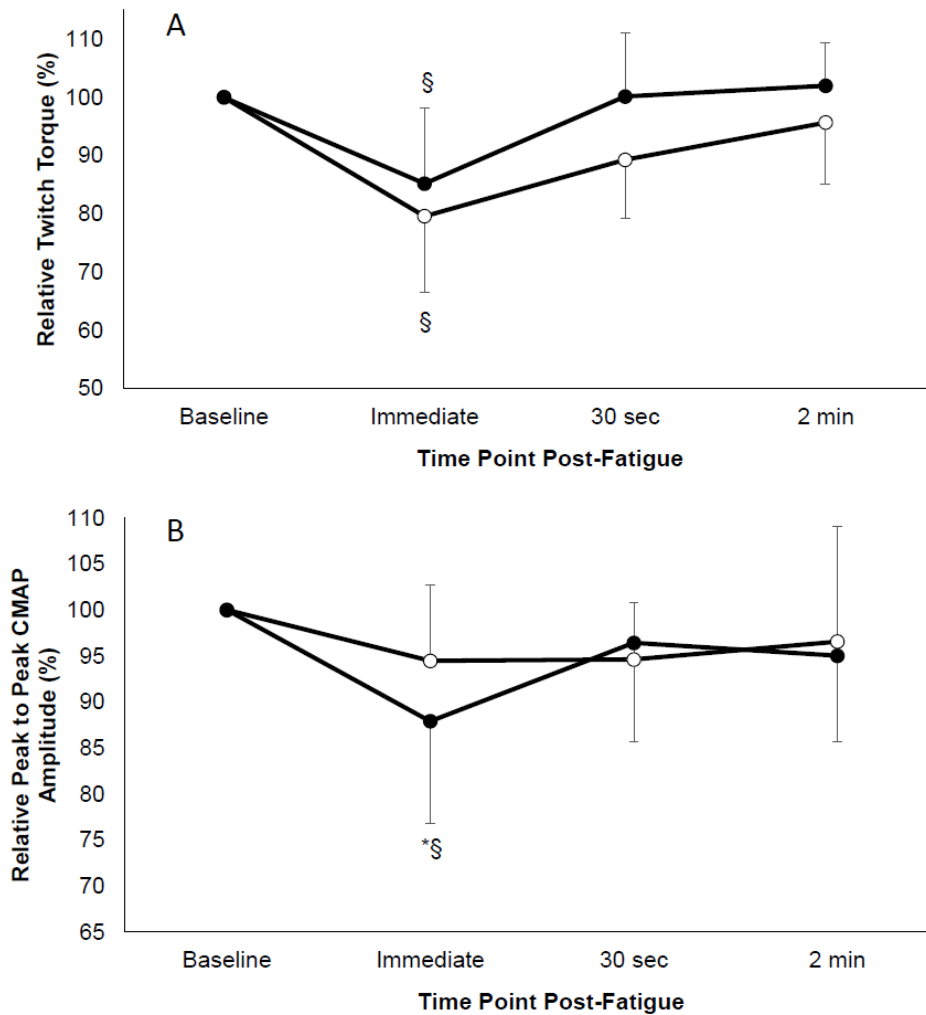 A
Relative Twitch Torque (%)
110
100
90
80
70
60
50
§
§
Baseline Immediate 30 sec 2 min
Time Point Post-Fatigue
B
Relative Peak to Peak CMAP
Amplitude (%)
110
105
100
95
90
85
80
75
70
65
*§
Baseline Immediate 30 sec 2 min
Time Point Post-Fatigue